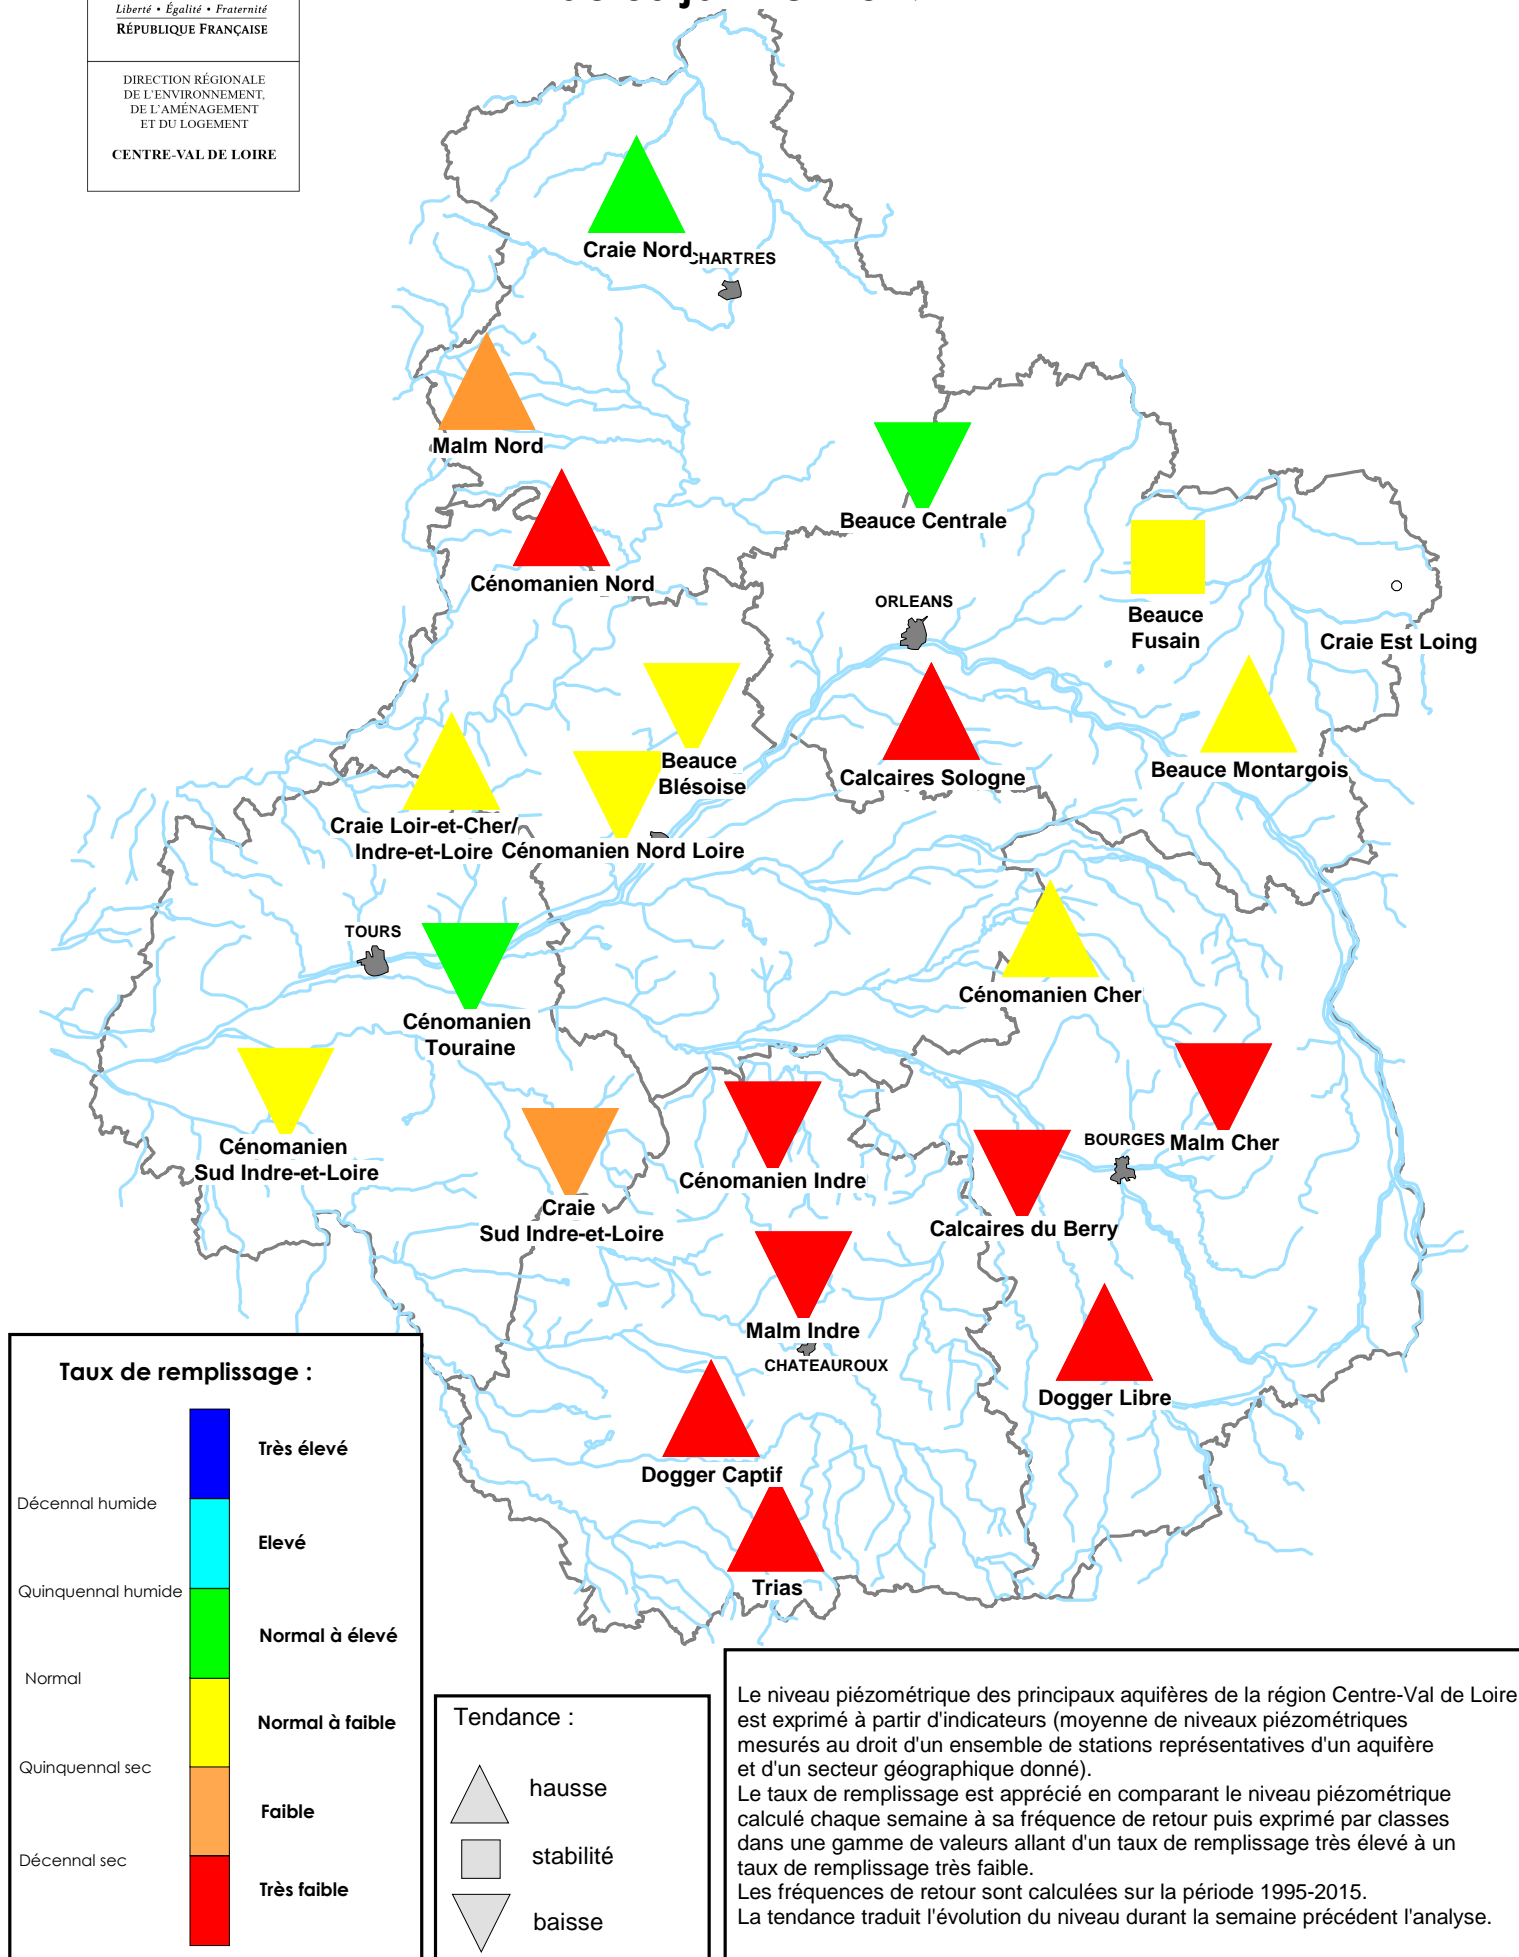 Liberté • Égalité • Fraternité
RÉPUBLIQUE FRANÇAISE
DIRECTION RÉGIONALE
DE L'ENVIRONNEMENT,
DE L'AMÉNAGEMENT
ET DU LOGEMENT
CENTRE-VAL DE LOIRE
Craie Nord
CHARTRES
Malm Nord
Beauce Centrale
Cénomanien Nord
ORLEANS
Beauce
Fusain
Craie Est Loing
Beauce
Blésoise
Calcaires Sologne
Beauce Montargois
Craie Loir-et-Cher/
Indre-et-Loire
Cénomanien Nord Loire
TOURS
Cénomanien
Touraine
Cénomanien Cher
Cénomanien
Sud Indre-et-Loire
BOURGES
Malm Cher
Cénomanien Indre
Craie
Sud Indre-et-Loire
Calcaires du Berry
Malm Indre
CHATEAUROUX
Dogger Libre
Dogger Captif
Trias
Taux de remplissage :
Très élevé
Décennal humide
Elevé
Quinquennal humide
Normal à élevé
Normal
Normal à faible
Quinquennal sec
Faible
Décennal sec
Très faible
Tendance :
hausse
stabilité
baisse
Le niveau piézométrique des principaux aquifères de la région Centre-Val de Loire
est exprimé à partir d'indicateurs (moyenne de niveaux piézométriques
mesurés au droit d'un ensemble de stations représentatives d'un aquifère
et d'un secteur géographique donné).
Le taux de remplissage est apprécié en comparant le niveau piézométrique
calculé chaque semaine à sa fréquence de retour puis exprimé par classes
dans une gamme de valeurs allant d'un taux de remplissage très élevé à un
taux de remplissage très faible.
Les fréquences de retour sont calculées sur la période 1995-2015.
La tendance traduit l'évolution du niveau durant la semaine précédent l'analyse.